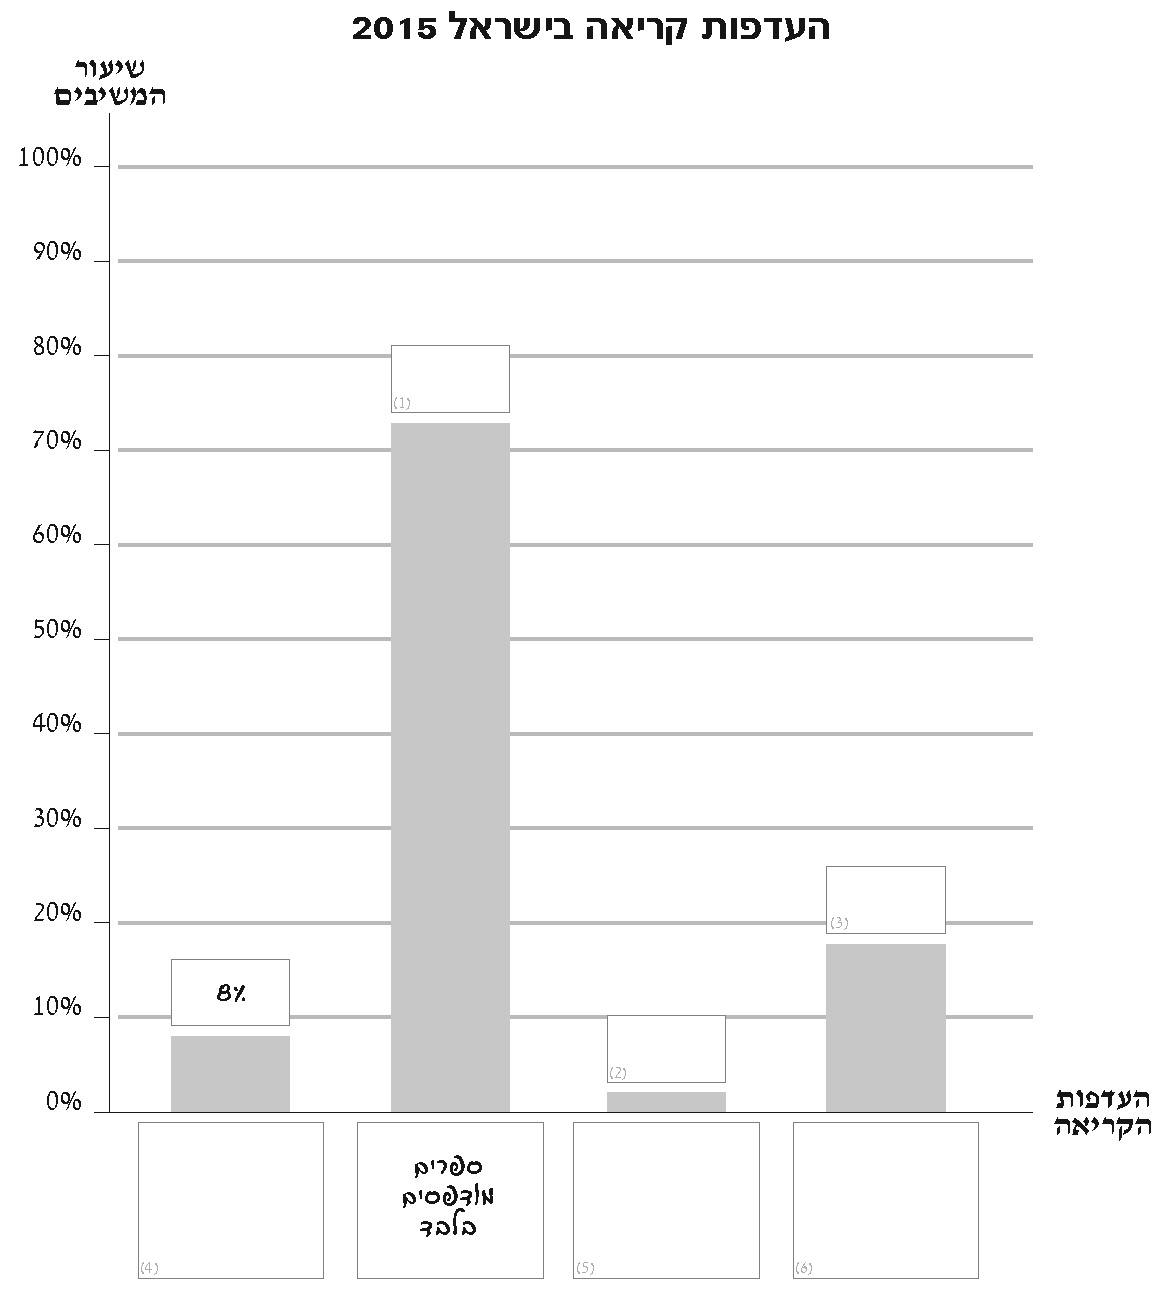 העדפות קריאה בישראל 2015
שיעור
המשיבים
100%
90%
80%
(1)
70%
60%
50%
40%
30%
20%
(3)
8%
10%
(2)
0%
העדפות
הקריאה
ספרים
מודפסים
בלבד
(4)
(5)
(6)